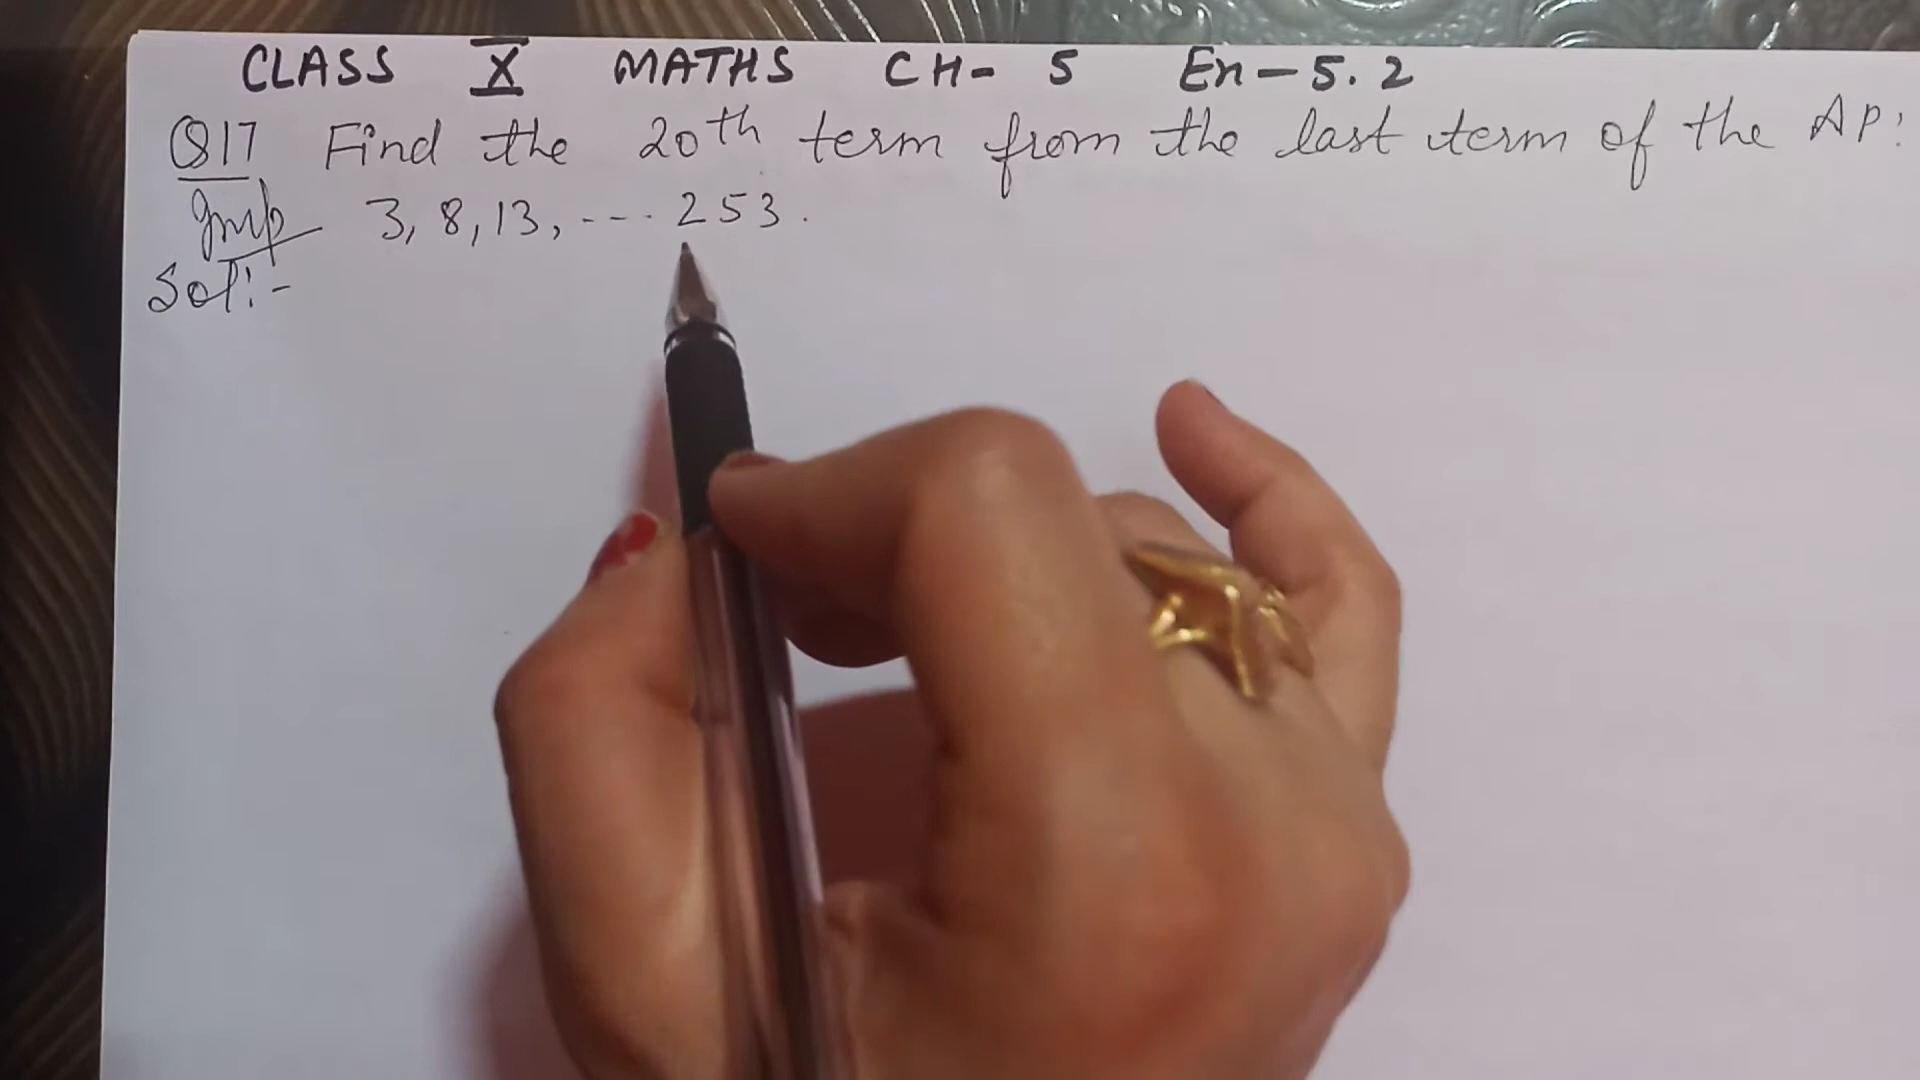 CLASS X MATHS CH- 5 Ex-5.2
Q17 Find the 20th term from the last term of the AP:
Imp 3, 8, 13, ---- 253.
Sol:-